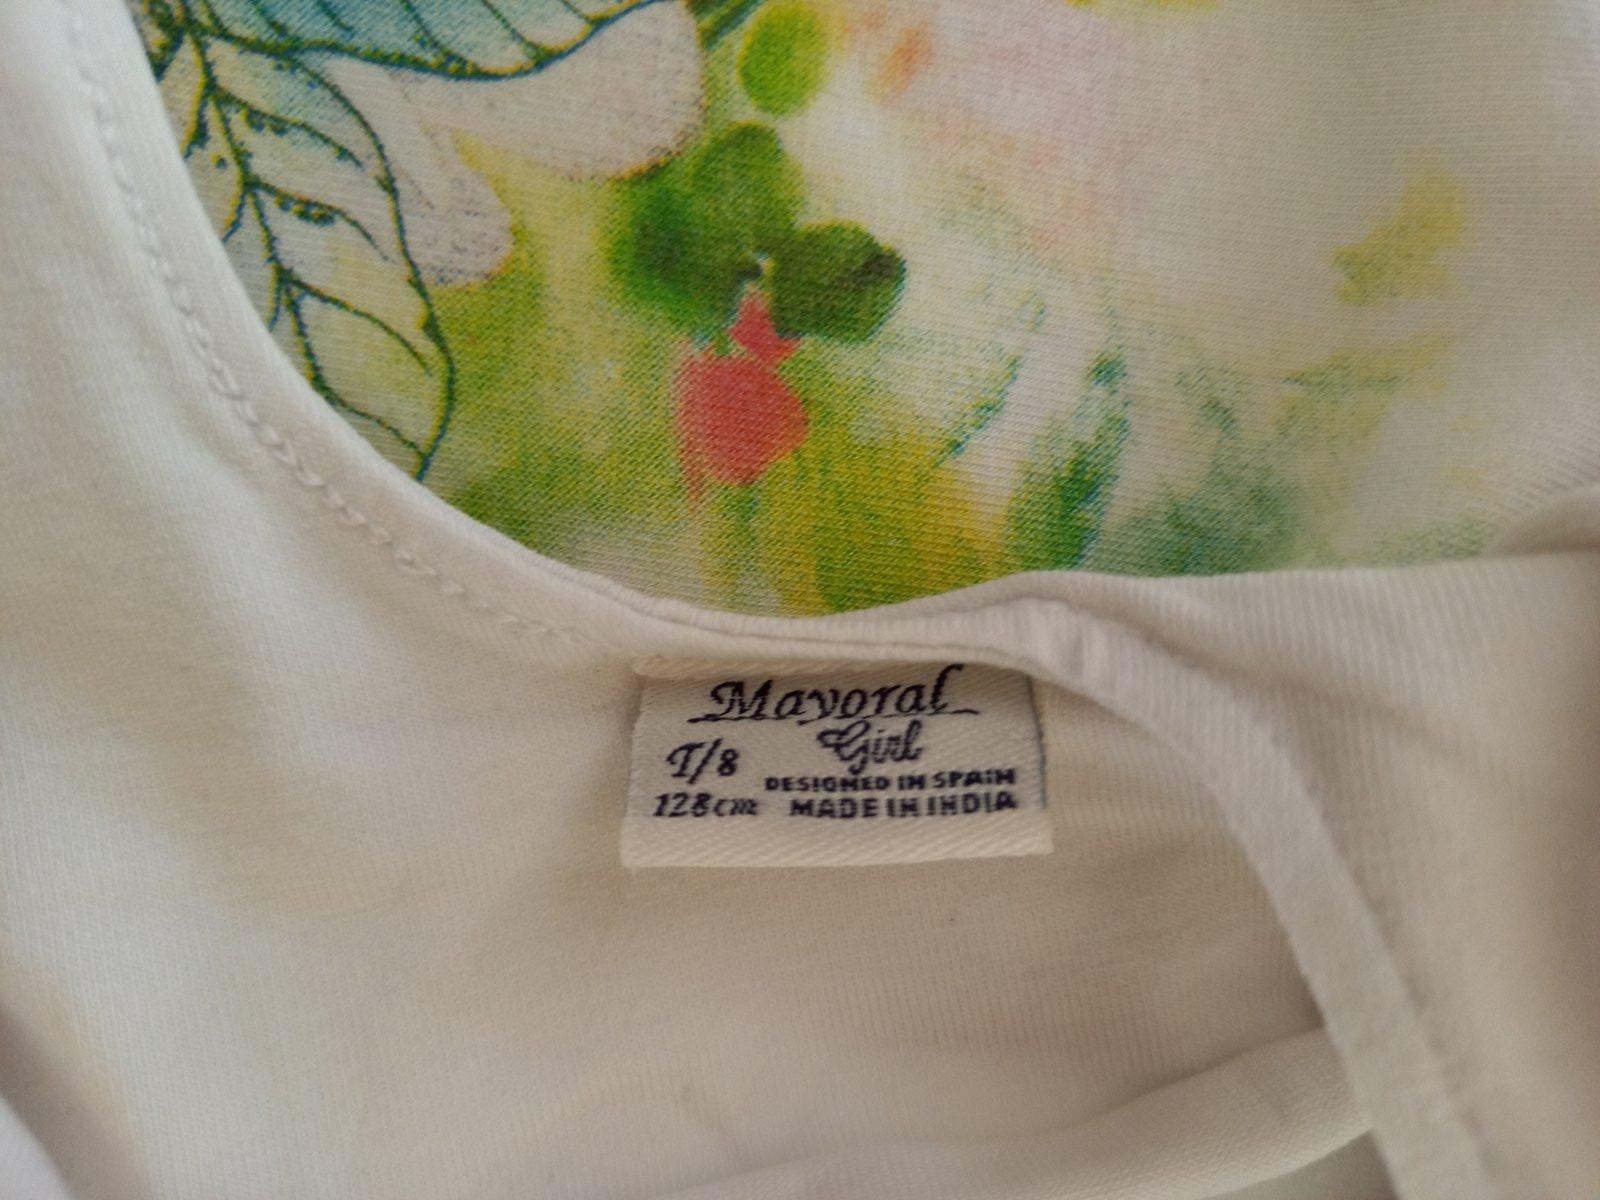 Mayoral
Girl
T/8
DESIGNED IN SPAIN
128cm MADE IN INDIA